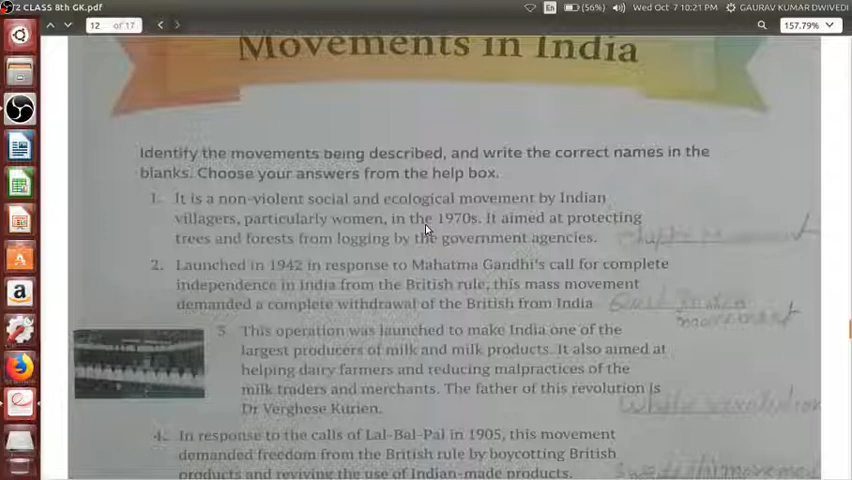 T2 CLASS 8th GK.pdf
En (56%) Wed Oct 7 10:21 PM GAURAV KUMAR DWIVEDI
12 of 17 157.79%
Movements in India
Identify the movements being described, and write the correct names in the
blanks. Choose your answers from the help box.
1. It is a non-violent social and ecological movement by Indian
villagers, particularly women, in the 1970s. It aimed at protecting
trees and forests from logging by the government agencies.
2. Launched in 1942 in response to Mahatma Gandhi's call for complete
independence in India from the British rule, this mass movement
demanded a complete withdrawal of the British from India Quit India
movement
3 This operation was launched to make India one of the
largest producers of milk and milk products. It also aimed at
helping dairy farmers and reducing malpractices of the
milk traders and merchants. The father of this revolution is
Dr Verghese Kurien. White revolution
4. In response to the calls of Lal-Bal-Pal in 1905, this movement
demanded freedom from the British rule by boycotting British
products and reviving the use of Indian-made products.